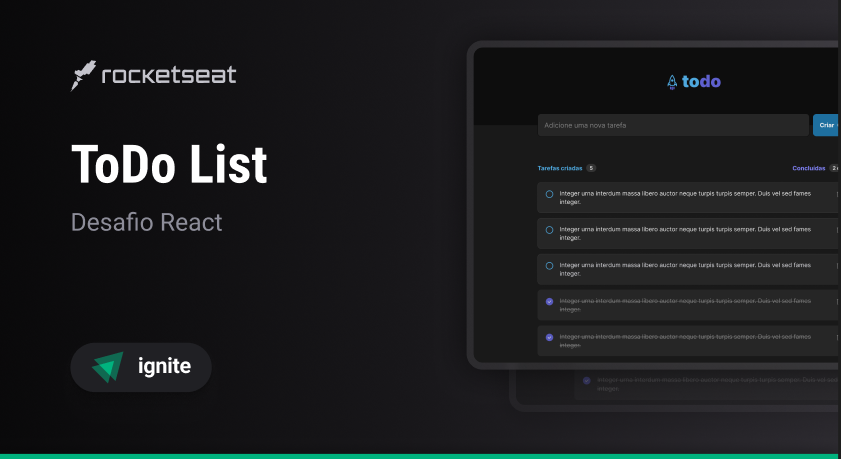 rocketseat
ToDo List
Desafio React
ignite
todo
Adicione uma nova tarefa
Criar
Tarefas criadas 5
Concluídas 2
Integer urna interdum massa libero auctor neque turpis turpis semper. Duis vel sed fames
integer.
Integer urna interdum massa libero auctor neque turpis turpis semper. Duis vel sed fames
integer.
Integer urna interdum massa libero auctor neque turpis turpis semper. Duis vel sed fames
integer.
Integer urna interdum massa libero auctor neque turpis turpis semper. Duis vel sed fames
integer.
Integer urna interdum massa libero auctor neque turpis turpis semper. Duis vel sed fames
integer.
Integer urna interdum massa libero auctor neque turpis turpis semper. Duis vel sed
integer.